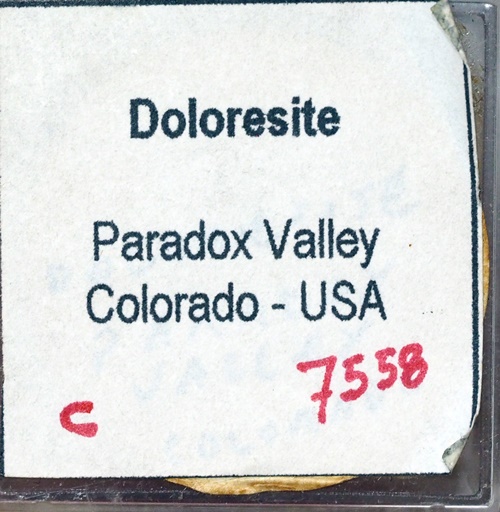 Doloresite
Paradox Valley
Colorado - USA
7558
c